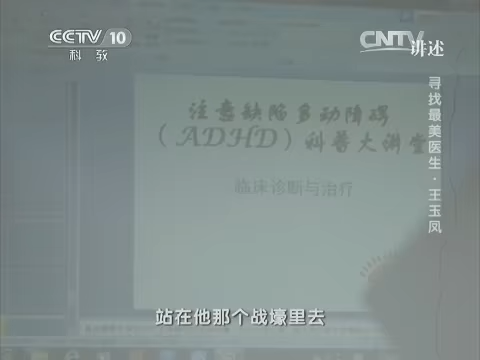 CCTV 10
科教
CNTV
讲述
寻找最美医生·王玉凤
注意缺陷多动障碍
（ADHD）科普大讲堂
临床诊断与治疗
站在他那个战壕里去